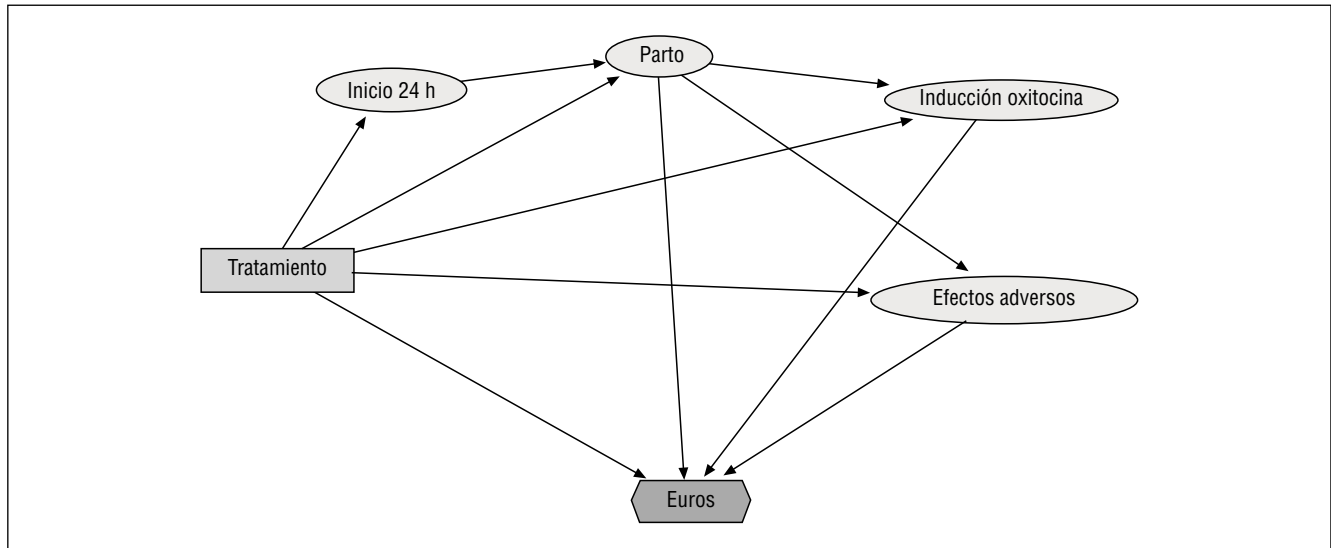 Parto
Inicio 24 h
Inducción oxitocina
Tratamiento
Efectos adversos
Euros